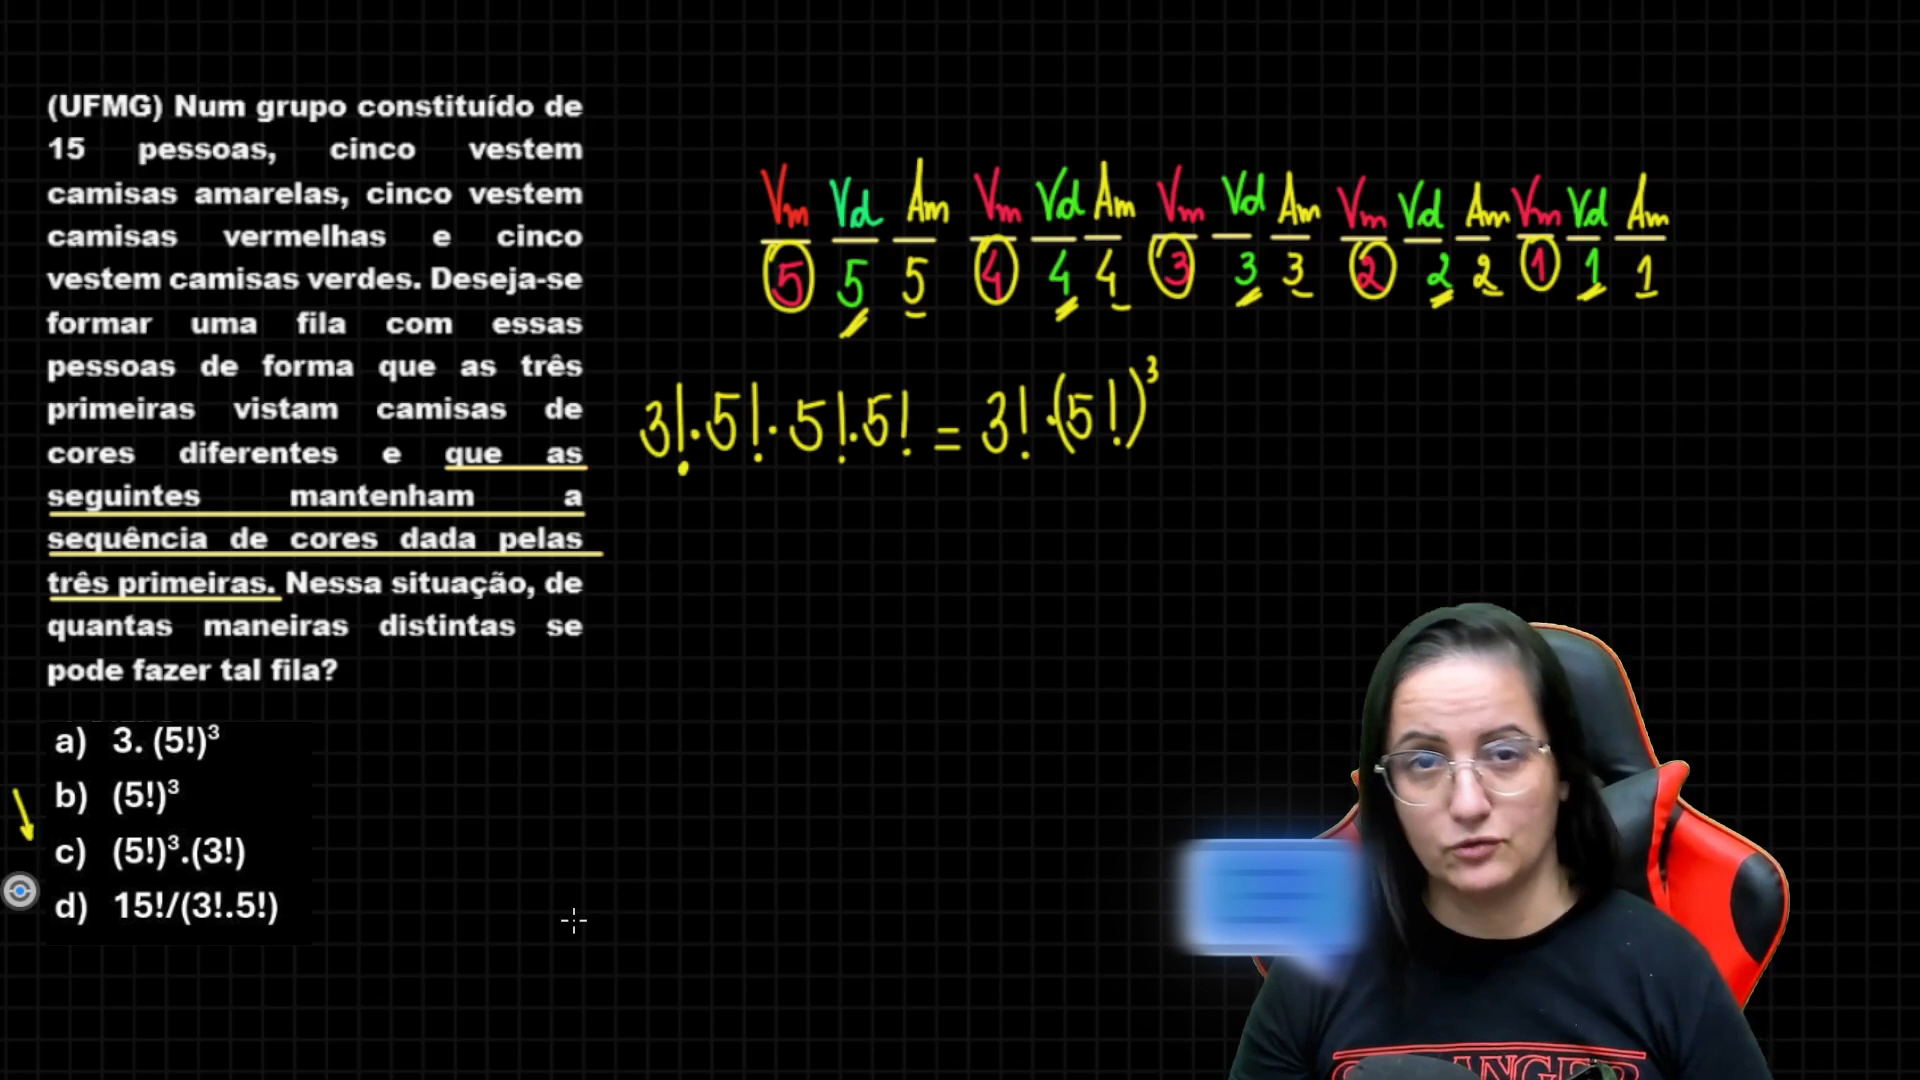 (UFMG) Num grupo constituído de
15 pessoas, cinco vestem
camisas amarelas, cinco vestem
camisas vermelhas e cinco
vestem camisas verdes. Deseja-se
formar uma fila com essas
pessoas de forma que as três
primeiras vistam camisas de
cores diferentes e que as
seguintes mantenham a
sequência de cores dada pelas
três primeiras. Nessa situação, de
quantas maneiras distintas se
pode fazer tal fila?
a) 3. (5!)³
b) (5!)³
c) (5!)³.(3!)
d) 15!/(3!.5!)
Vm Vd Am Vm Vd Am Vm Vd Am Vm Vd Am Vm Vd Am
5 5 5 4 4 4 3 3 3 2 2 2 1 1 1
3!.5!.5!.5! = 3!.(5!)³